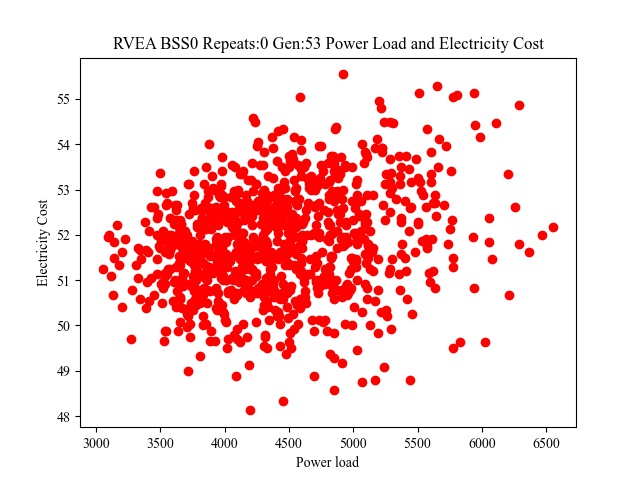 RVEA BSS0 Repeats:0 Gen:53 Power Load and Electricity Cost
55
54
53
52
51
50
49
48
Electricity Cost
3000 3500 4000 4500 5000 5500 6000 6500
Power load